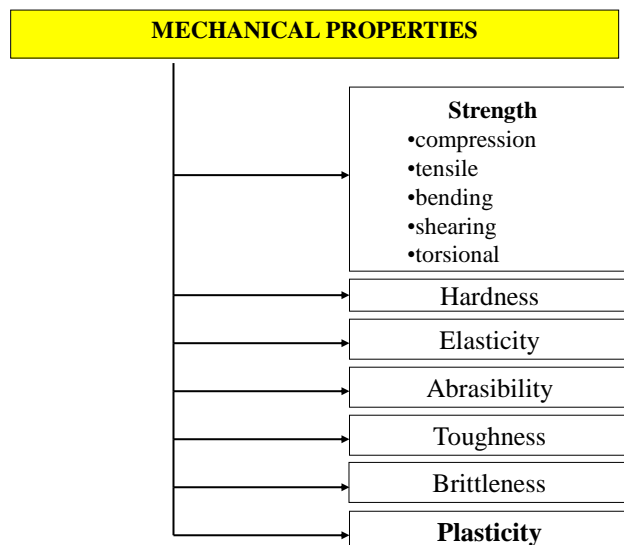 MECHANICAL PROPERTIES
Strength
•compression
•tensile
•bending
•shearing
•torsional
Hardness
Elasticity
Abrasibility
Toughness
Brittleness
Plasticity